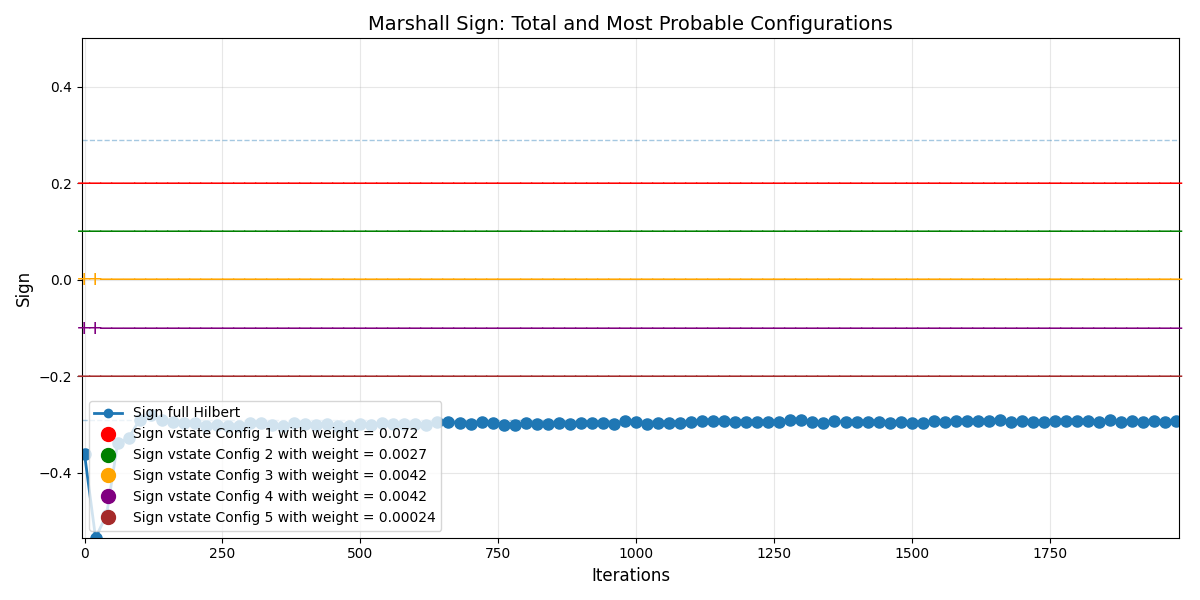 Marshall Sign: Total and Most Probable Configurations
Sign
0.4
0.2
0.0
−0.2
−0.4
Sign full Hilbert
Sign vstate Config 1 with weight = 0.072
Sign vstate Config 2 with weight = 0.0027
Sign vstate Config 3 with weight = 0.0042
Sign vstate Config 4 with weight = 0.0042
Sign vstate Config 5 with weight = 0.00024
0 250 500 750 1000 1250 1500 1750
Iterations